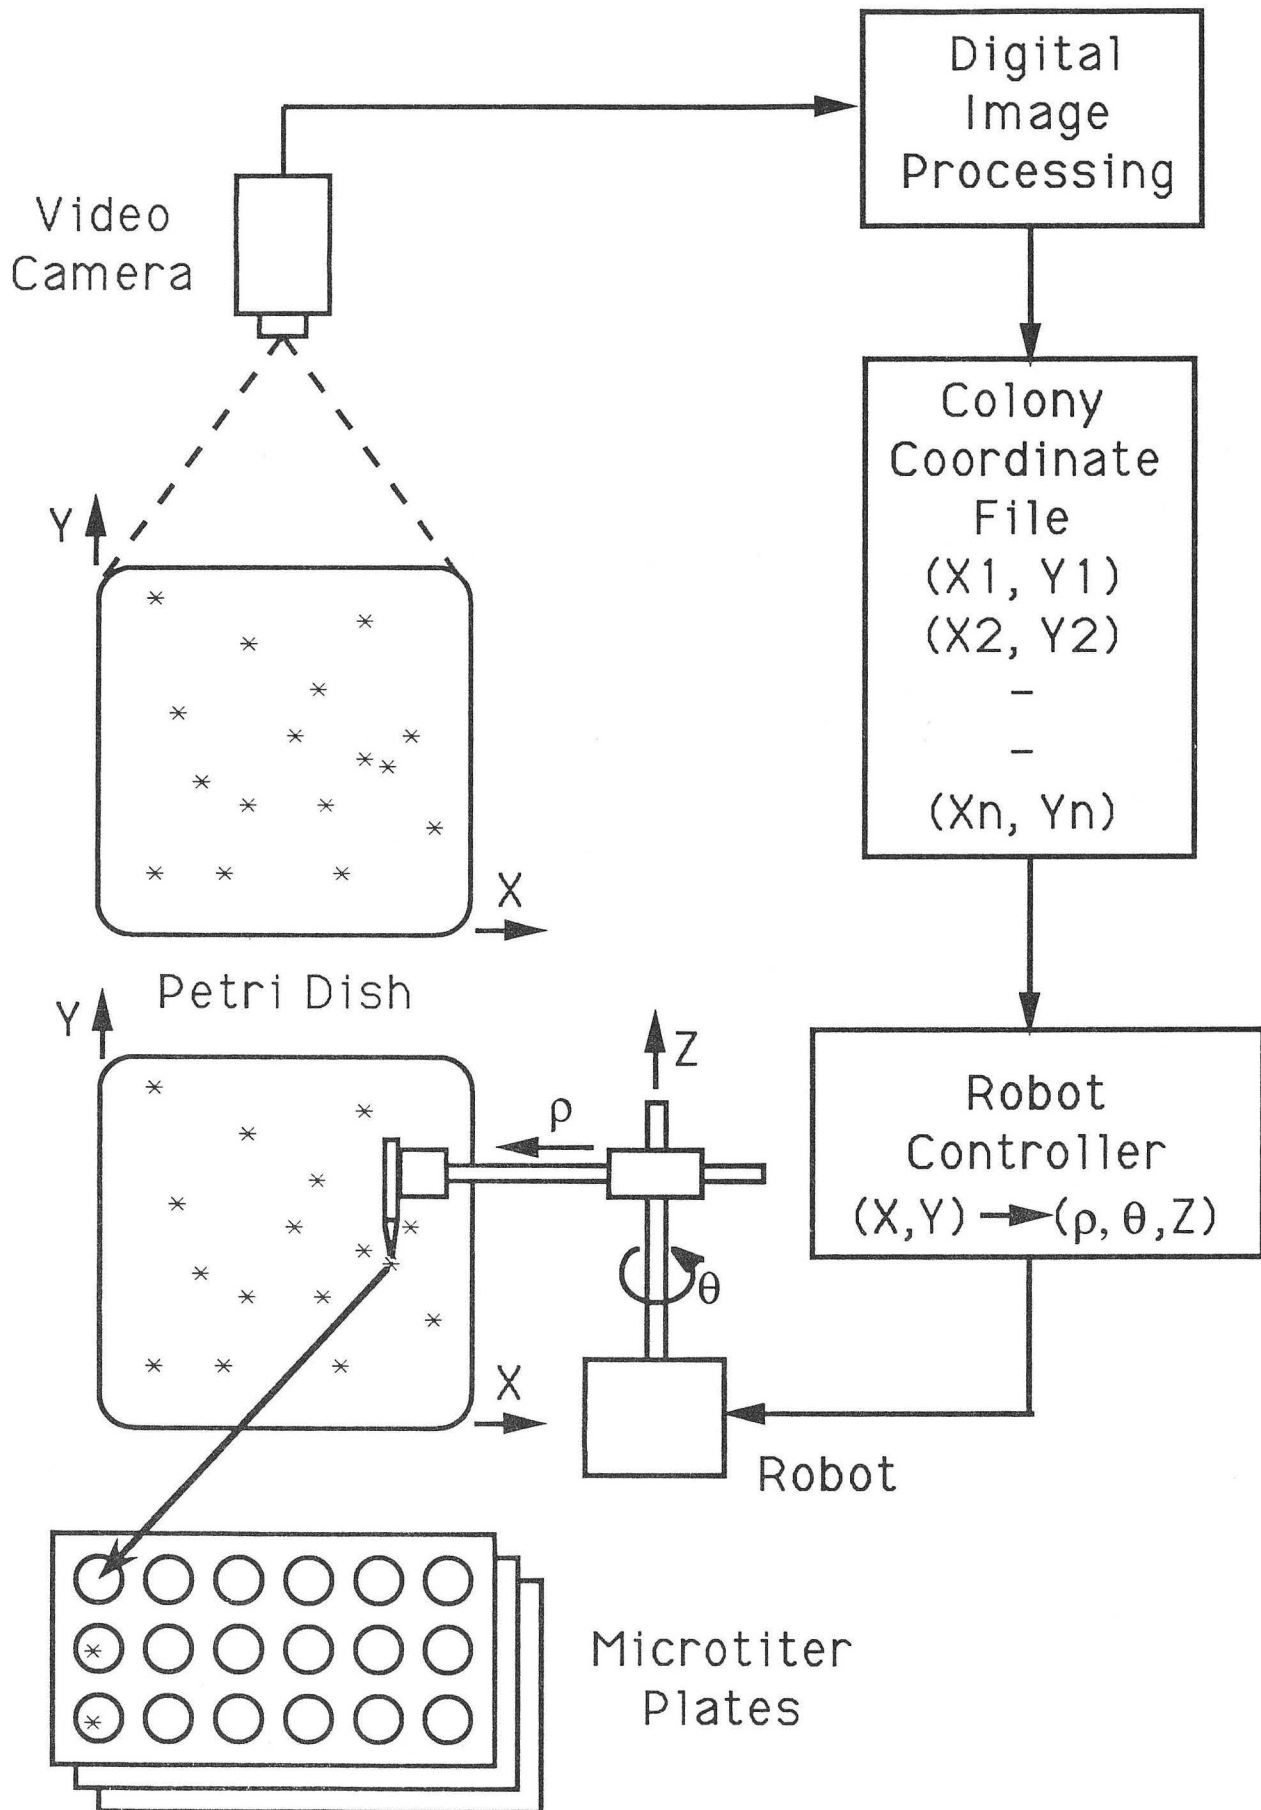 Digital
Image
Processing
Video
Camera
Colony
Coordinate
File
(X1, Y1)
(X2, Y2)
–
–
(Xn, Yn)
Y
X
Petri Dish
Y
Z
ρ
Robot
Controller
(X,Y) → (ρ, θ, Z)
θ
X
Robot
Microtiter
Plates